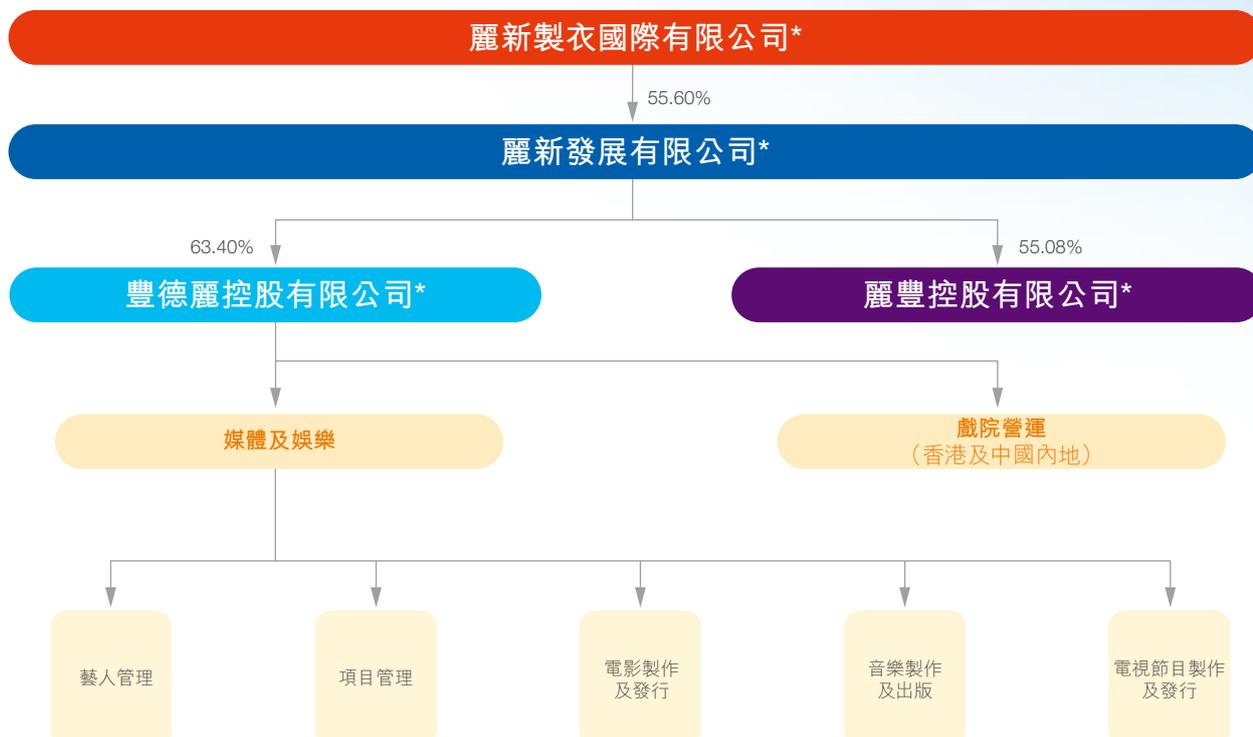 麗新製衣國際有限公司*
55.60%
麗新發展有限公司*
63.40%
55.08%
豐德麗控股有限公司*
麗豐控股有限公司*
媒體及娛樂
戲院營運
（香港及中國內地）
藝人管理
項目管理
電影製作
及發行
音樂製作
及出版
電視節目製作
及發行